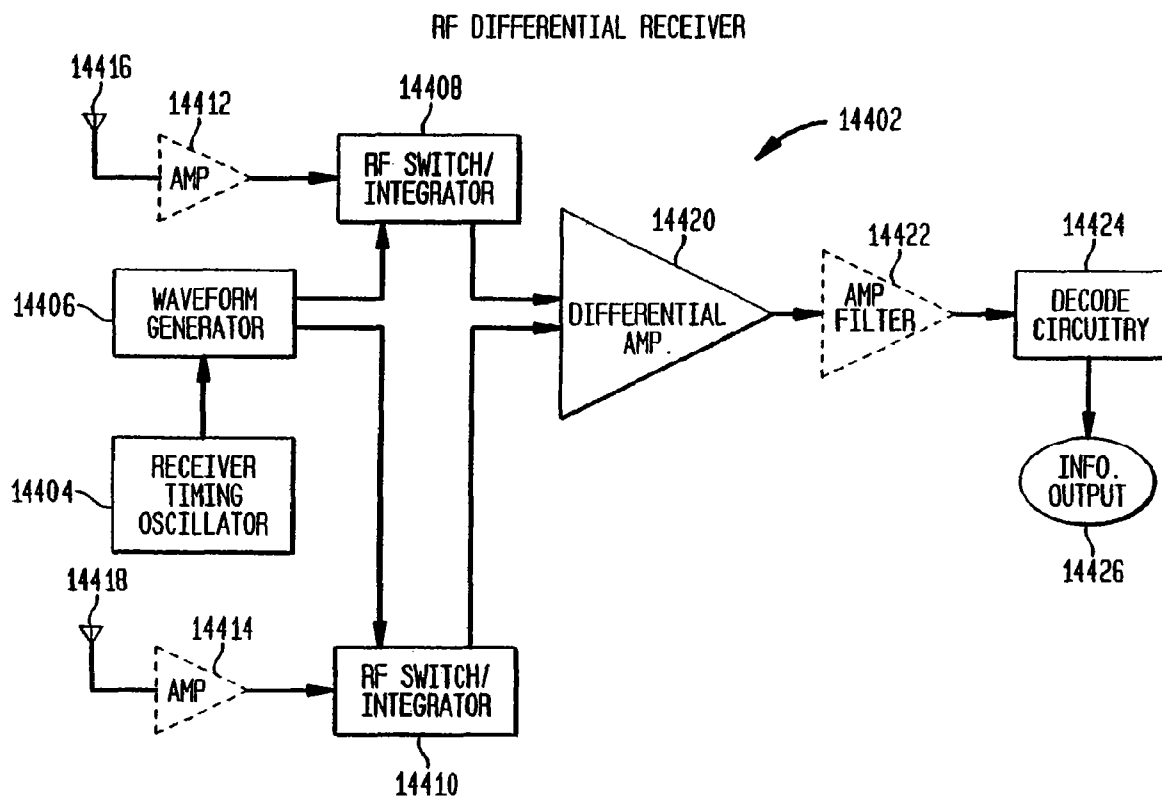 RF DIFFERENTIAL RECEIVER
14416
14412
AMP
14408
RF SWITCH/
INTEGRATOR
14402
14420
DIFFERENTIAL
AMP.
14422
AMP
FILTER
14424
DECODE
CIRCUITRY
14406
WAVEFORM
GENERATOR
14404
RECEIVER
TIMING
OSCILLATOR
INFO.
OUTPUT
14426
14418
14414
AMP
RF SWITCH/
INTEGRATOR
14410